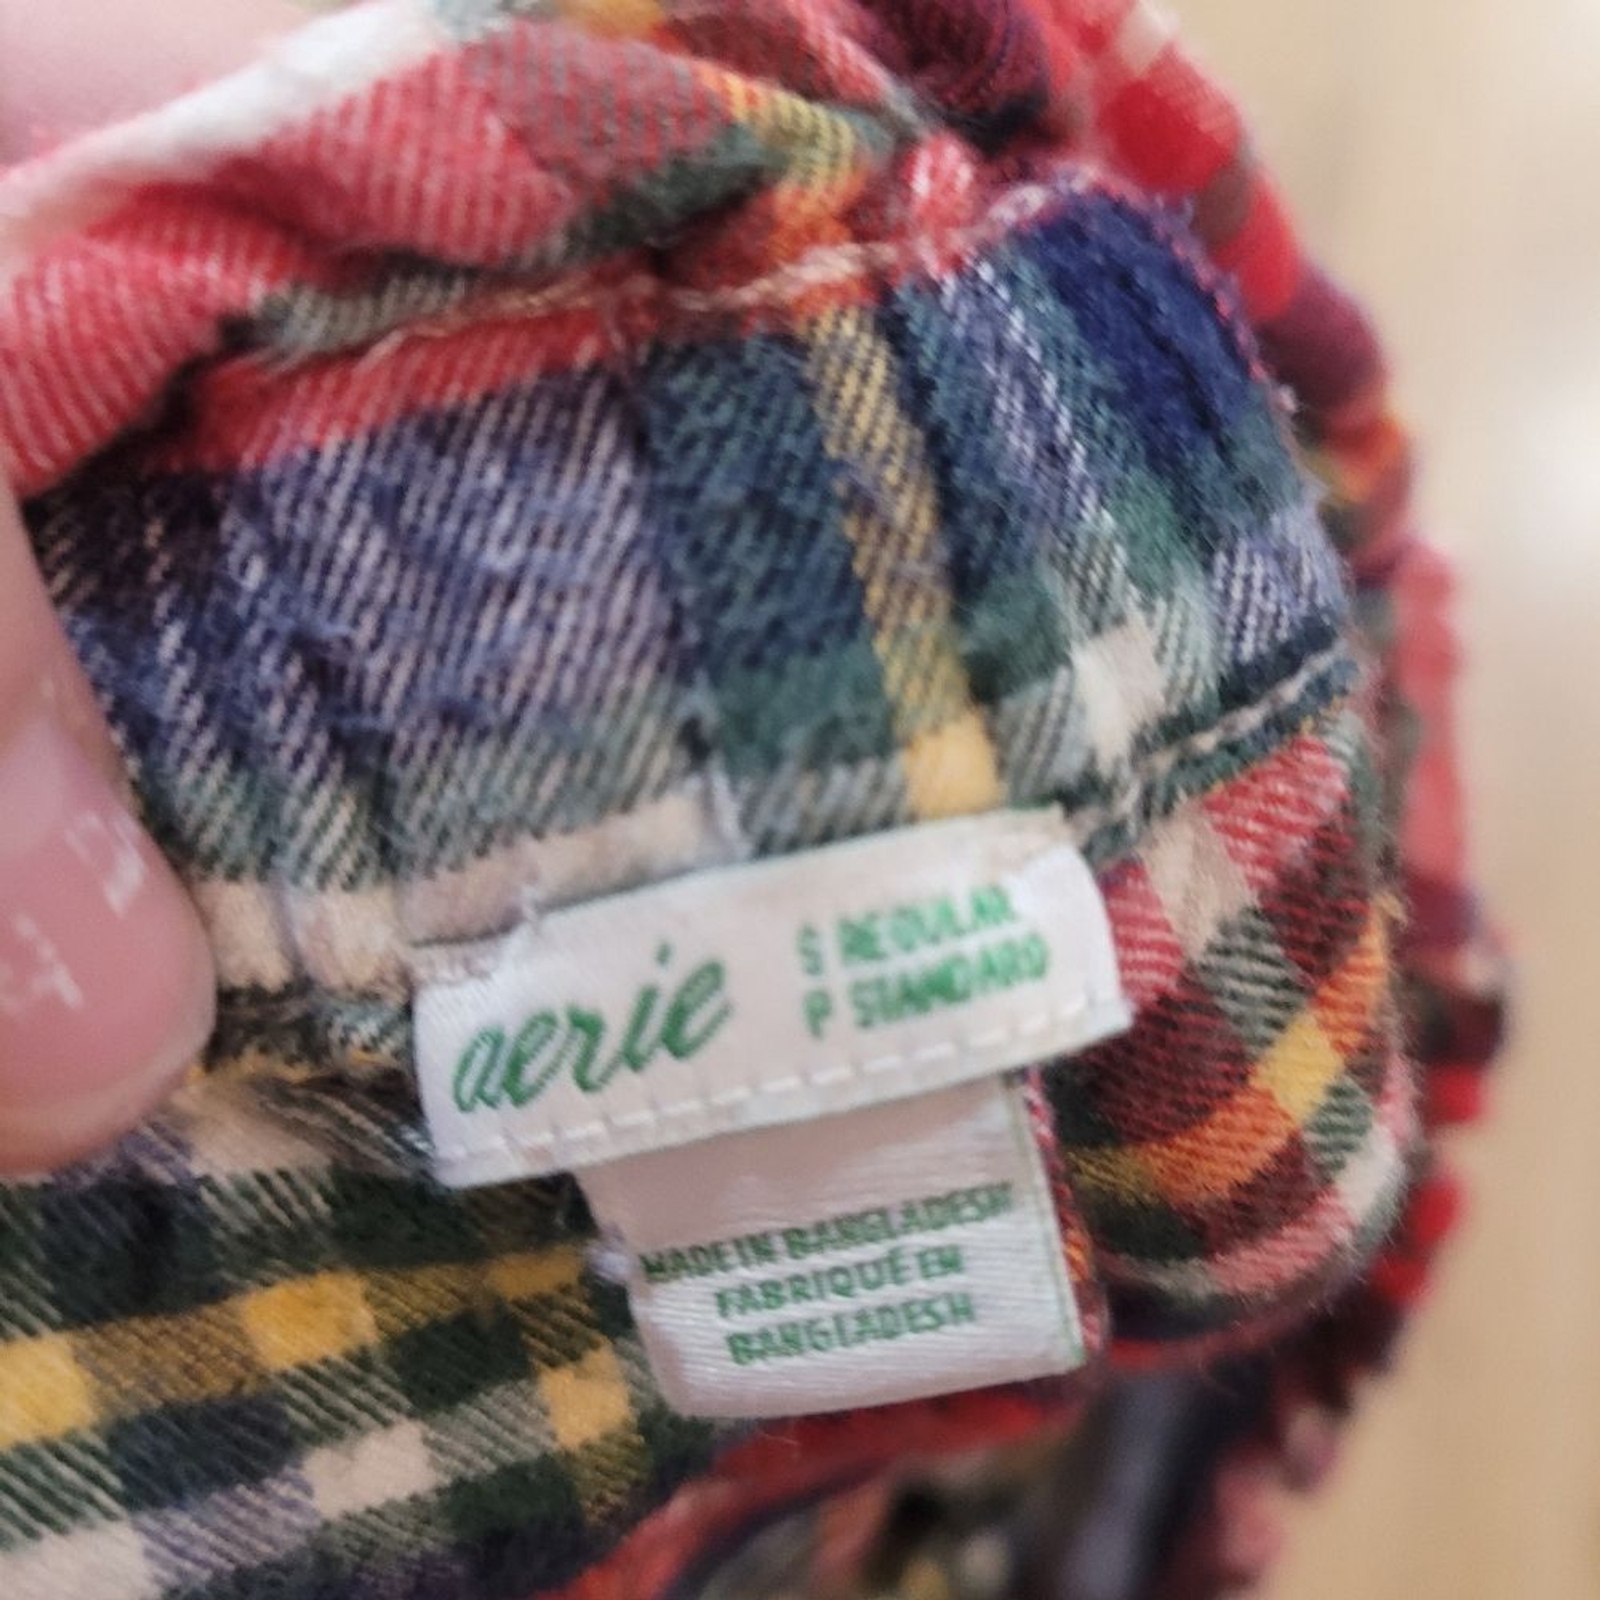 aerie
S REGULAR
P STANDARD
MADE IN BANGLADESH
FABRIQUÉ EN
BANGLADESH